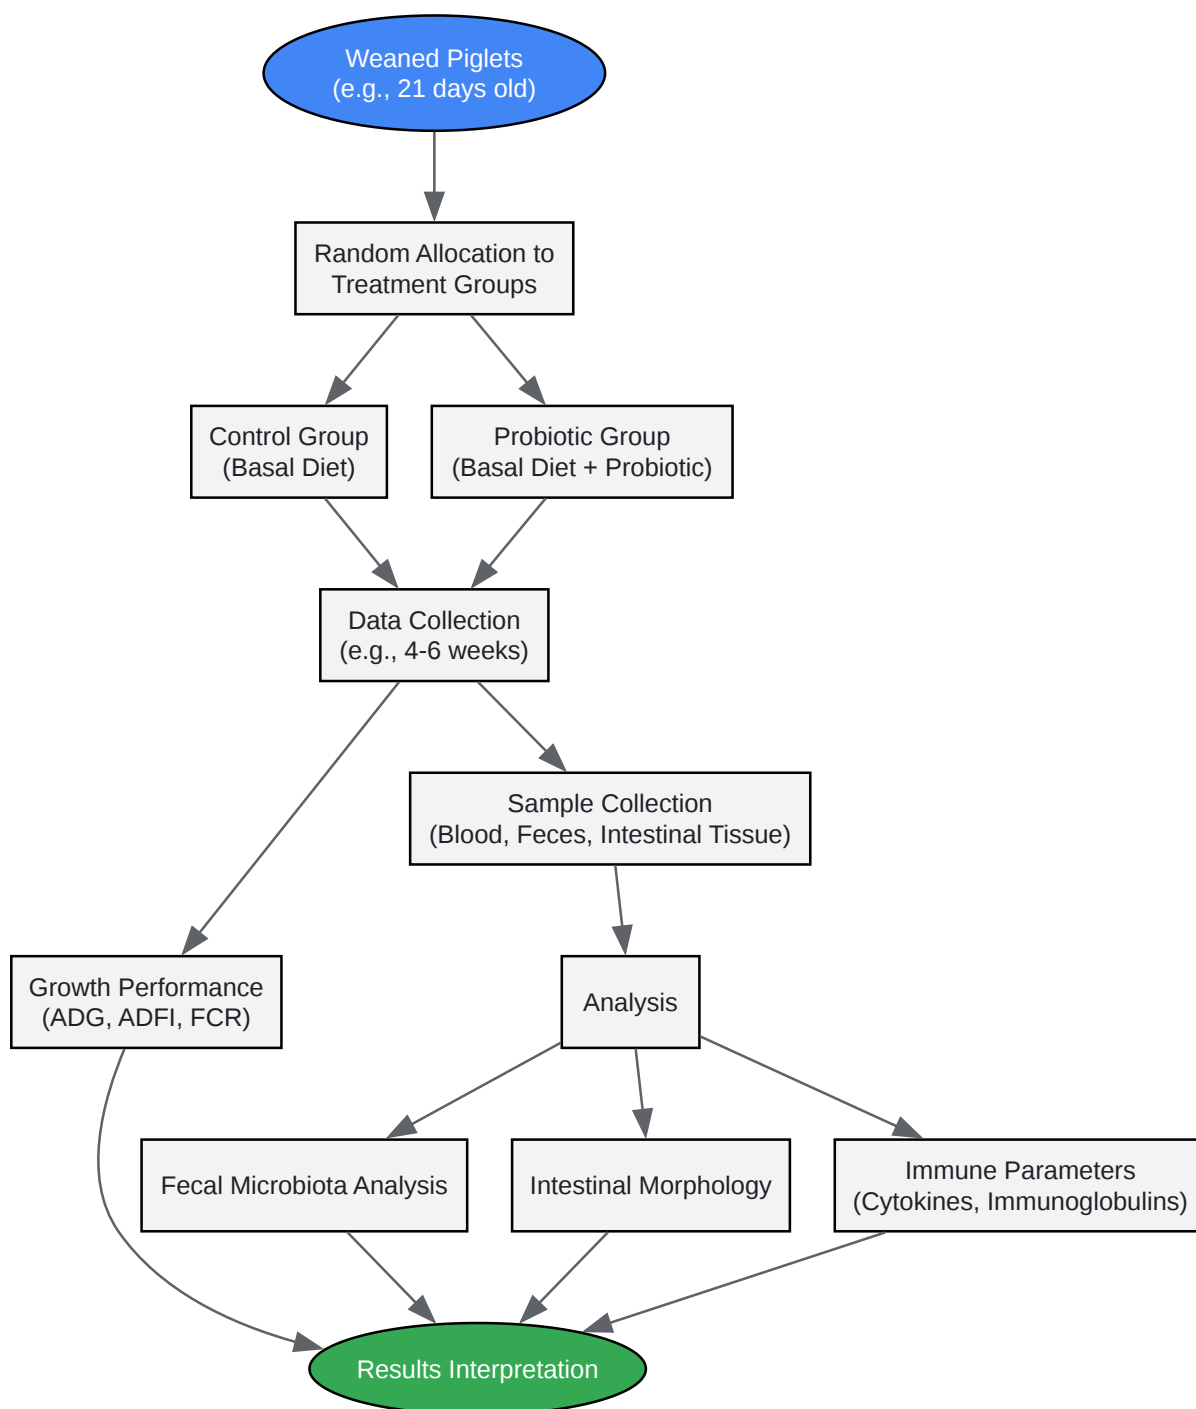 Weaned Piglets
(e.g., 21 days old)
Random Allocation to
Treatment Groups
Control Group
(Basal Diet)
Probiotic Group
(Basal Diet + Probiotic)
Data Collection
(e.g., 4-6 weeks)
Sample Collection
(Blood, Feces, Intestinal Tissue)
Growth Performance
(ADG, ADFI, FCR)
Analysis
Fecal Microbiota Analysis
Intestinal Morphology
Immune Parameters
(Cytokines, Immunoglobulins)
Results Interpretation